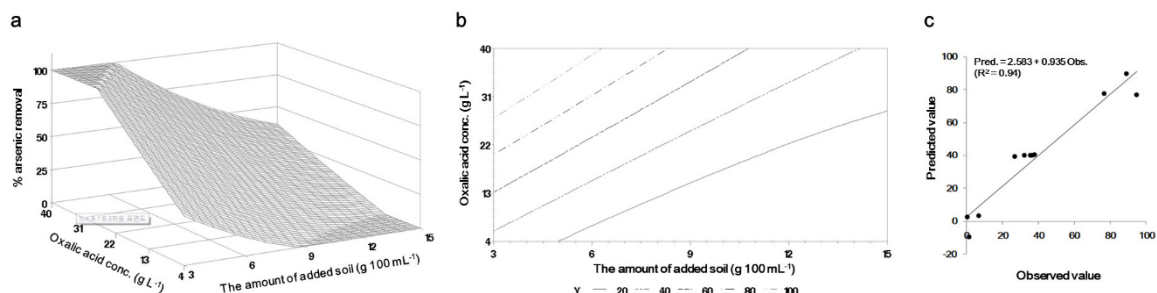 a
100
75
50
25
0
% arsenic removal
40
31
22
13
4
Oxalic acid conc. (g L⁻¹)
3
6
9
12
15
The amount of added soil (g 100 mL⁻¹)
b
40
31
22
13
4
Oxalic acid conc. (g L⁻¹)
3
6
9
12
15
The amount of added soil (g 100 mL⁻¹)
Y 20 40 60 80 100
c
100
80
60
40
20
0
-20
Predicted value
Pred. = 2.583 + 0.935 Obs.
(R² = 0.94)
0 20 40 60 80 100
Observed value